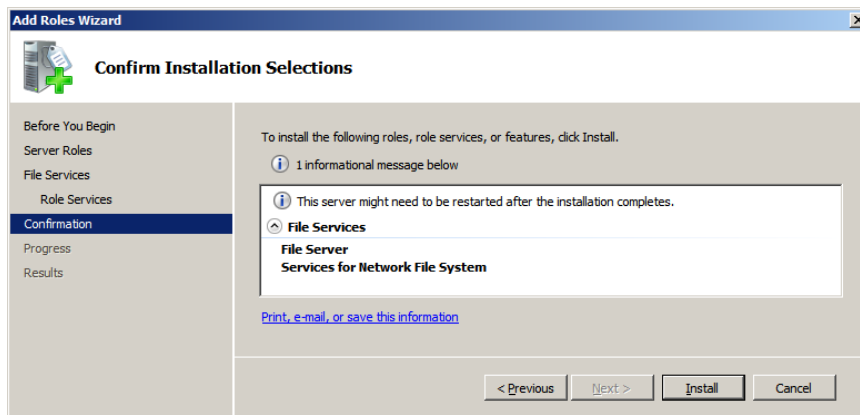 Add Roles Wizard
Confirm Installation Selections
Before You Begin
Server Roles
File Services
Role Services
Confirmation
Progress
Results
To install the following roles, role services, or features, click Install.
1 informational message below
This server might need to be restarted after the installation completes.
File Services
File Server
Services for Network File System
Print, e-mail, or save this information
< Previous
Next >
Install
Cancel